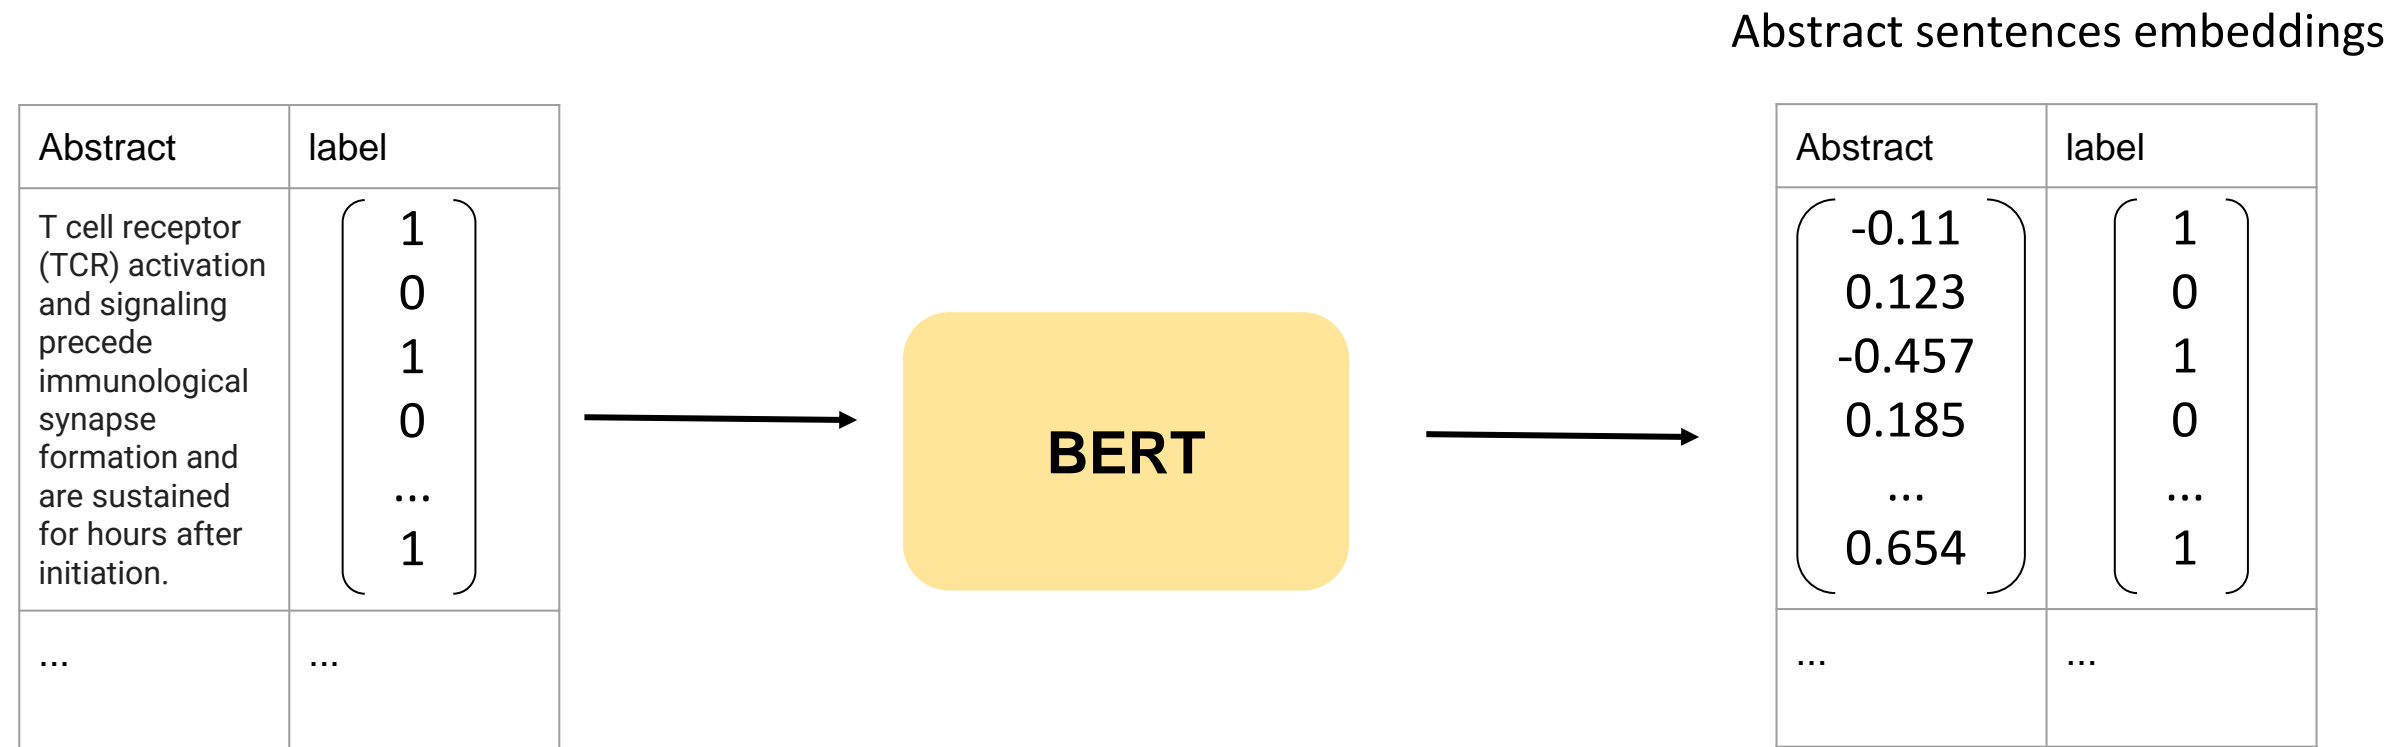 Abstract sentences embeddings
Abstract label
T cell receptor
(TCR) activation
and signaling
precede
immunological
synapse
formation and
are sustained
for hours after
initiation.
1
0
1
0
...
1
... ...
BERT
Abstract label
-0.11
0.123
-0.457
0.185
...
0.654
1
0
1
0
...
1
... ...